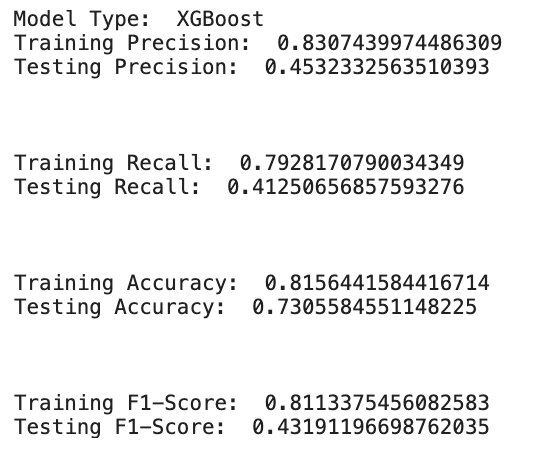 Model Type:  XGBoost
Training Precision:  0.8307439974486309
Testing Precision:  0.4532332563510393
Training Recall:  0.7928170790034349
Testing Recall:  0.41250656857593276
Training Accuracy:  0.8156441584416714
Testing Accuracy:  0.7305584551148225
Training F1-Score:  0.8113375456082583
Testing F1-Score:  0.43191196698762035